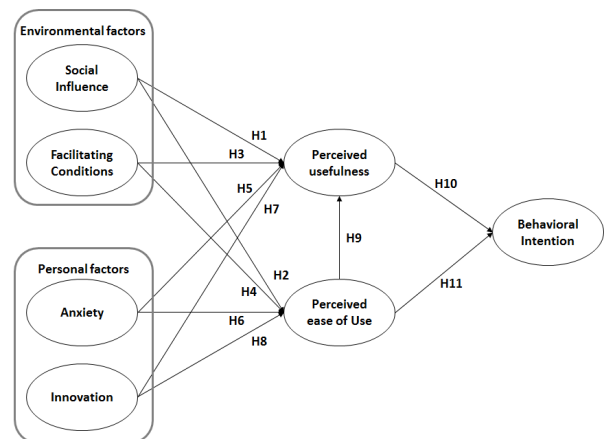 Environmental factors
Social
Influence
Facilitating
Conditions
H1
H3
H5
H7
Perceived
usefulness
H10
Behavioral
Intention
H9
H11
Personal factors
Anxiety
Innovation
H2
H4
H6
H8
Perceived
ease of Use